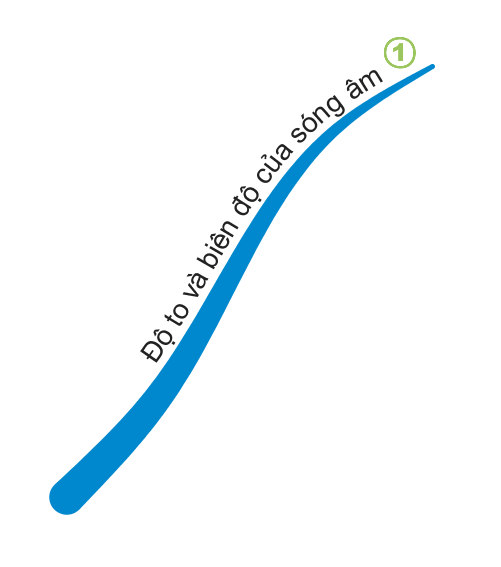 Độ to và biên độ của sóng âm 1